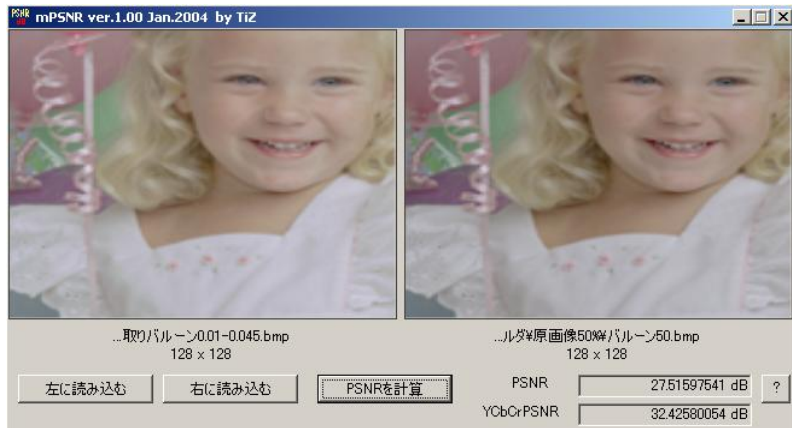 mPSNR ver.1.00 Jan.2004 by TiZ
...取りバルーン0.01-0.045.bmp
128 x 128
...ルダ¥原画像50%¥バルーン50.bmp
128 x 128
左に読み込む
右に読み込む
PSNRを計算
PSNR
27.51597541 dB
?
YCbCrPSNR
32.42580054 dB